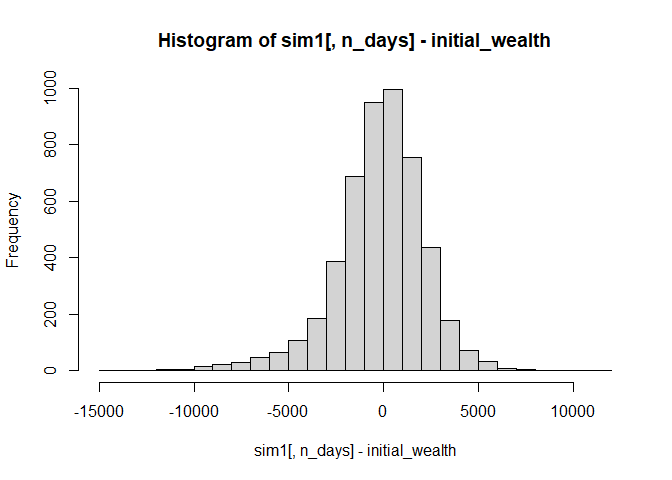 Histogram of sim1[, n_days] - initial_wealth
Frequency
1000
800
600
400
200
0
-15000 -10000 -5000 0 5000 10000
sim1[, n_days] - initial_wealth